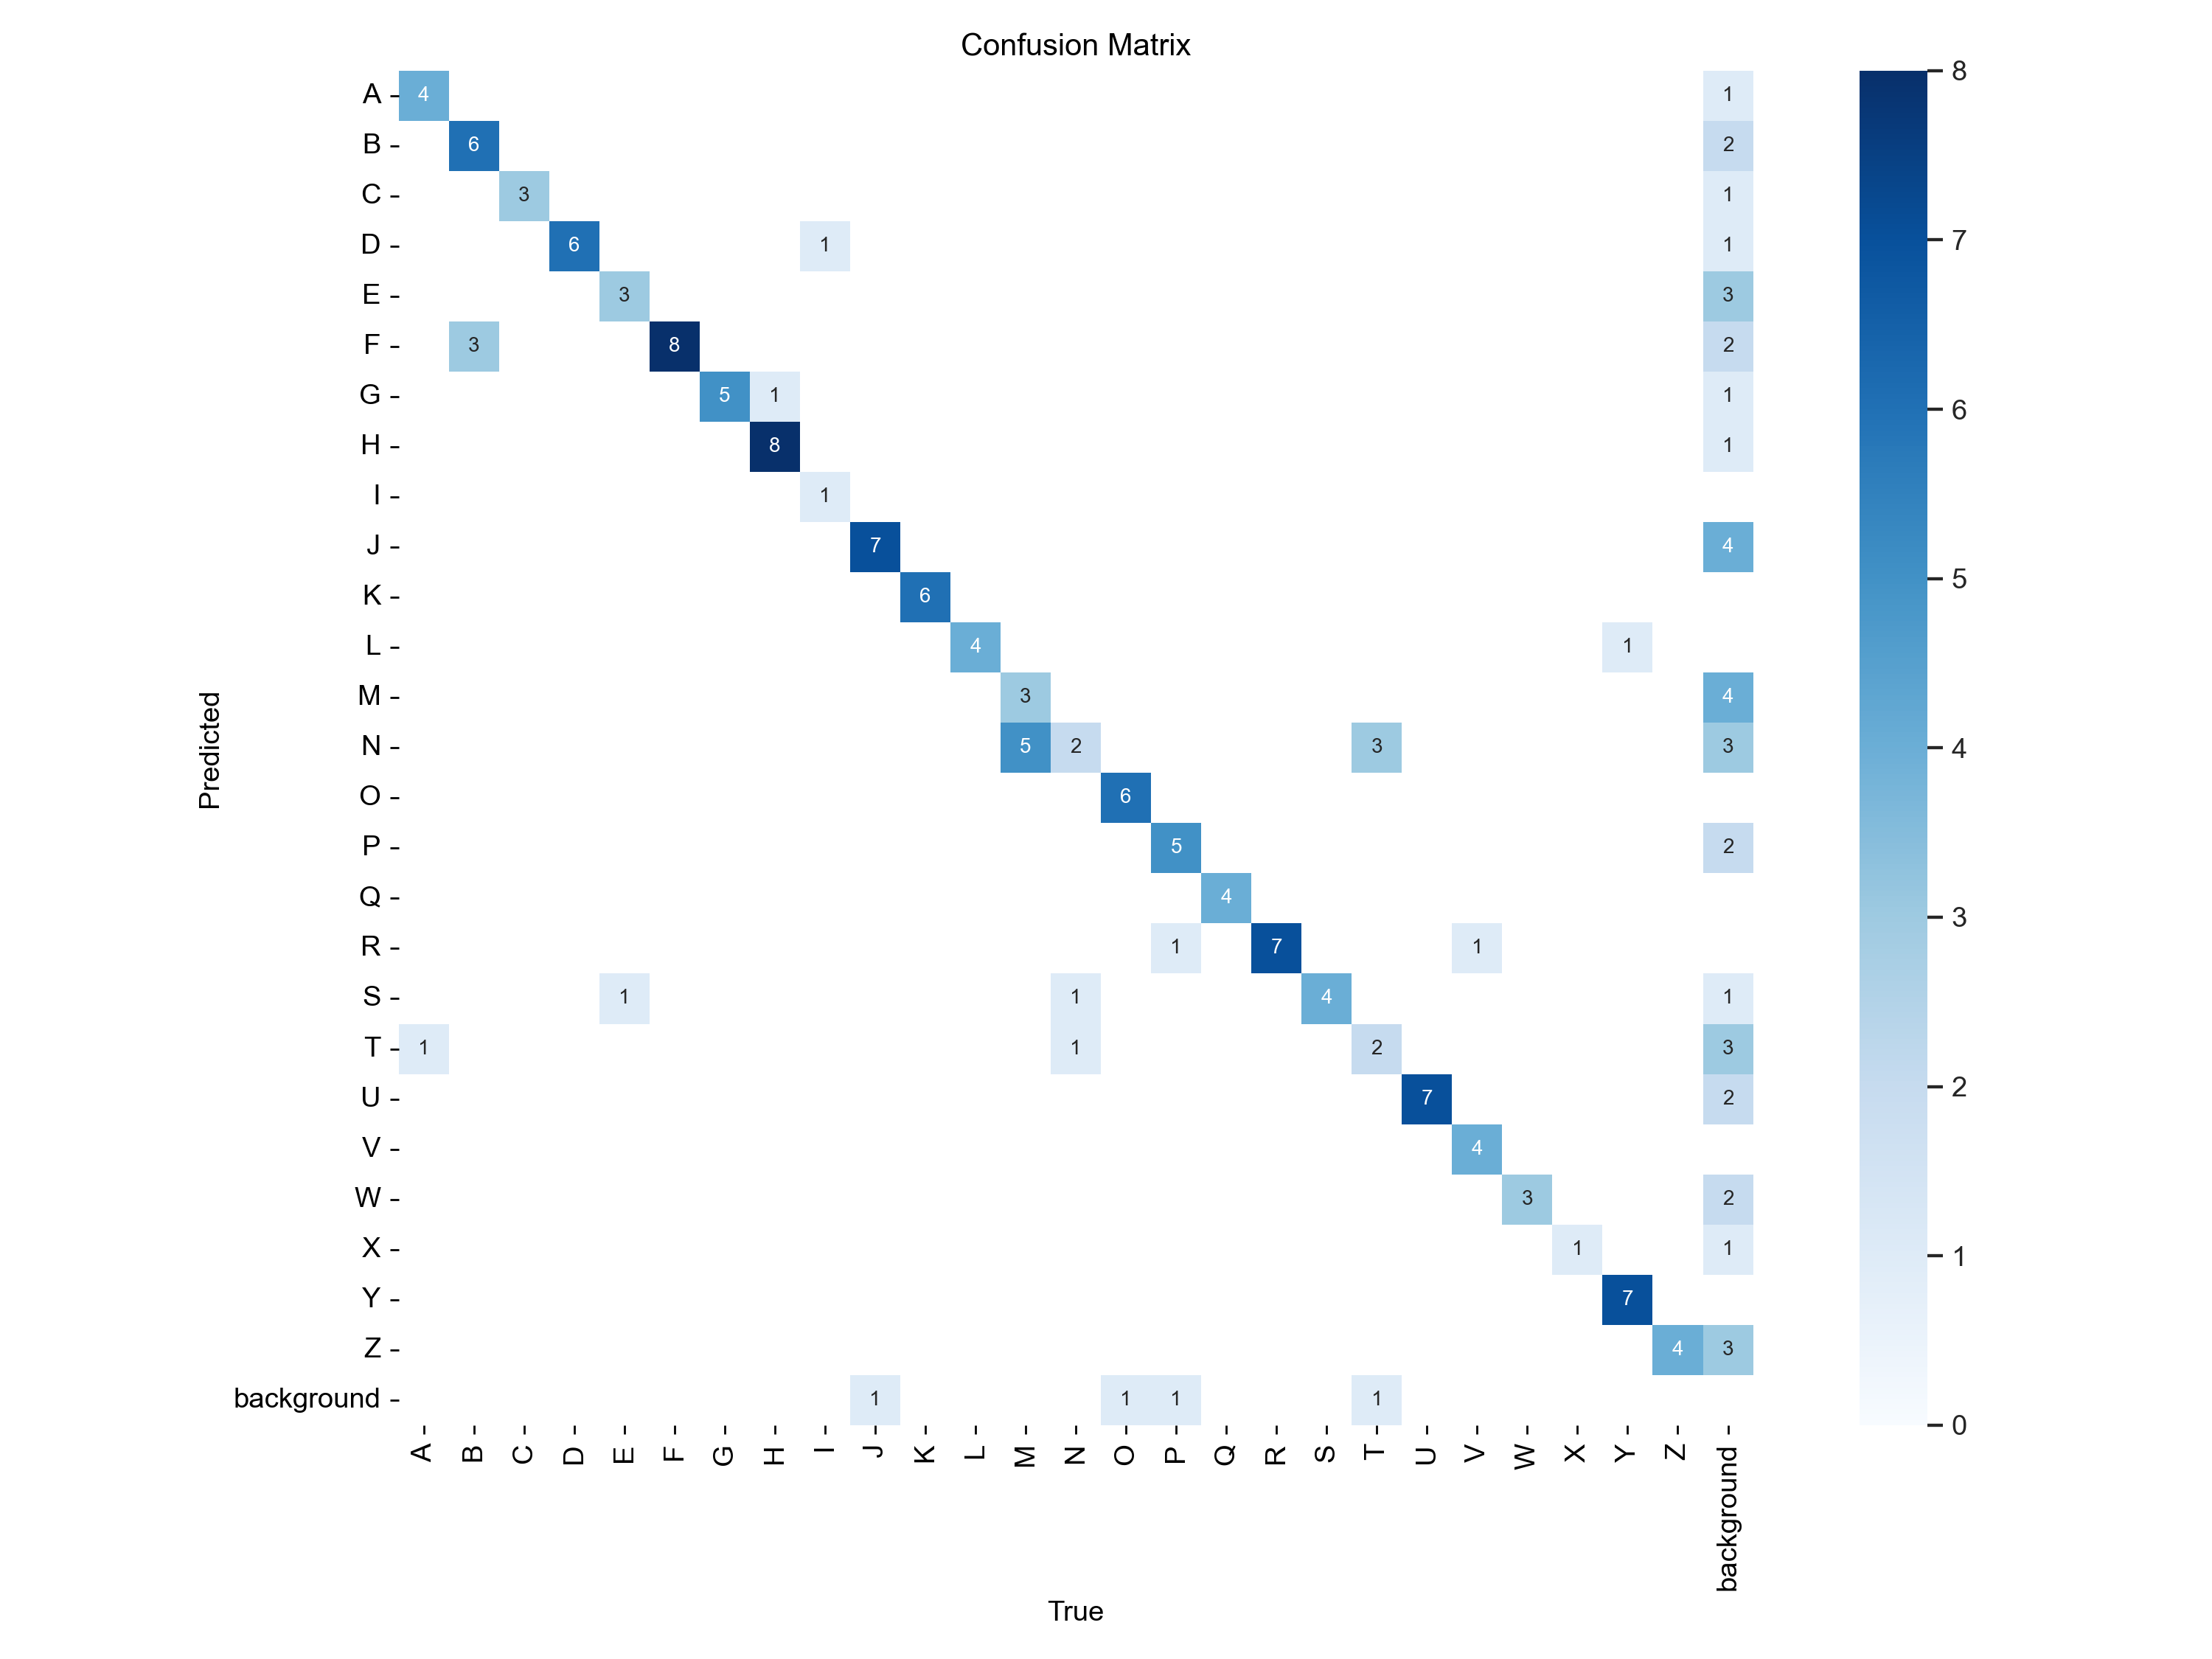 Confusion Matrix
A 4 1
B 6 2
C 3 1
D 6 1 1
E 3 3
F 3 8 2
G 5 1 1
H 8 1
I 1
J 7 4
K 6
L 4 1
M 3 4
N 5 2 3 3
O 6
P 5 2
Q 4
R 1 7 1
S 1 1 4 1
T 1 1 2 3
U 7 2
V 4
W 3 2
X 1 1
Y 7
Z 4 3
background 1 1 1 1
A B C D E F G H I J K L M N O P Q R S T U V W X Y Z background
True
Predicted
8
7
6
5
4
3
2
1
0